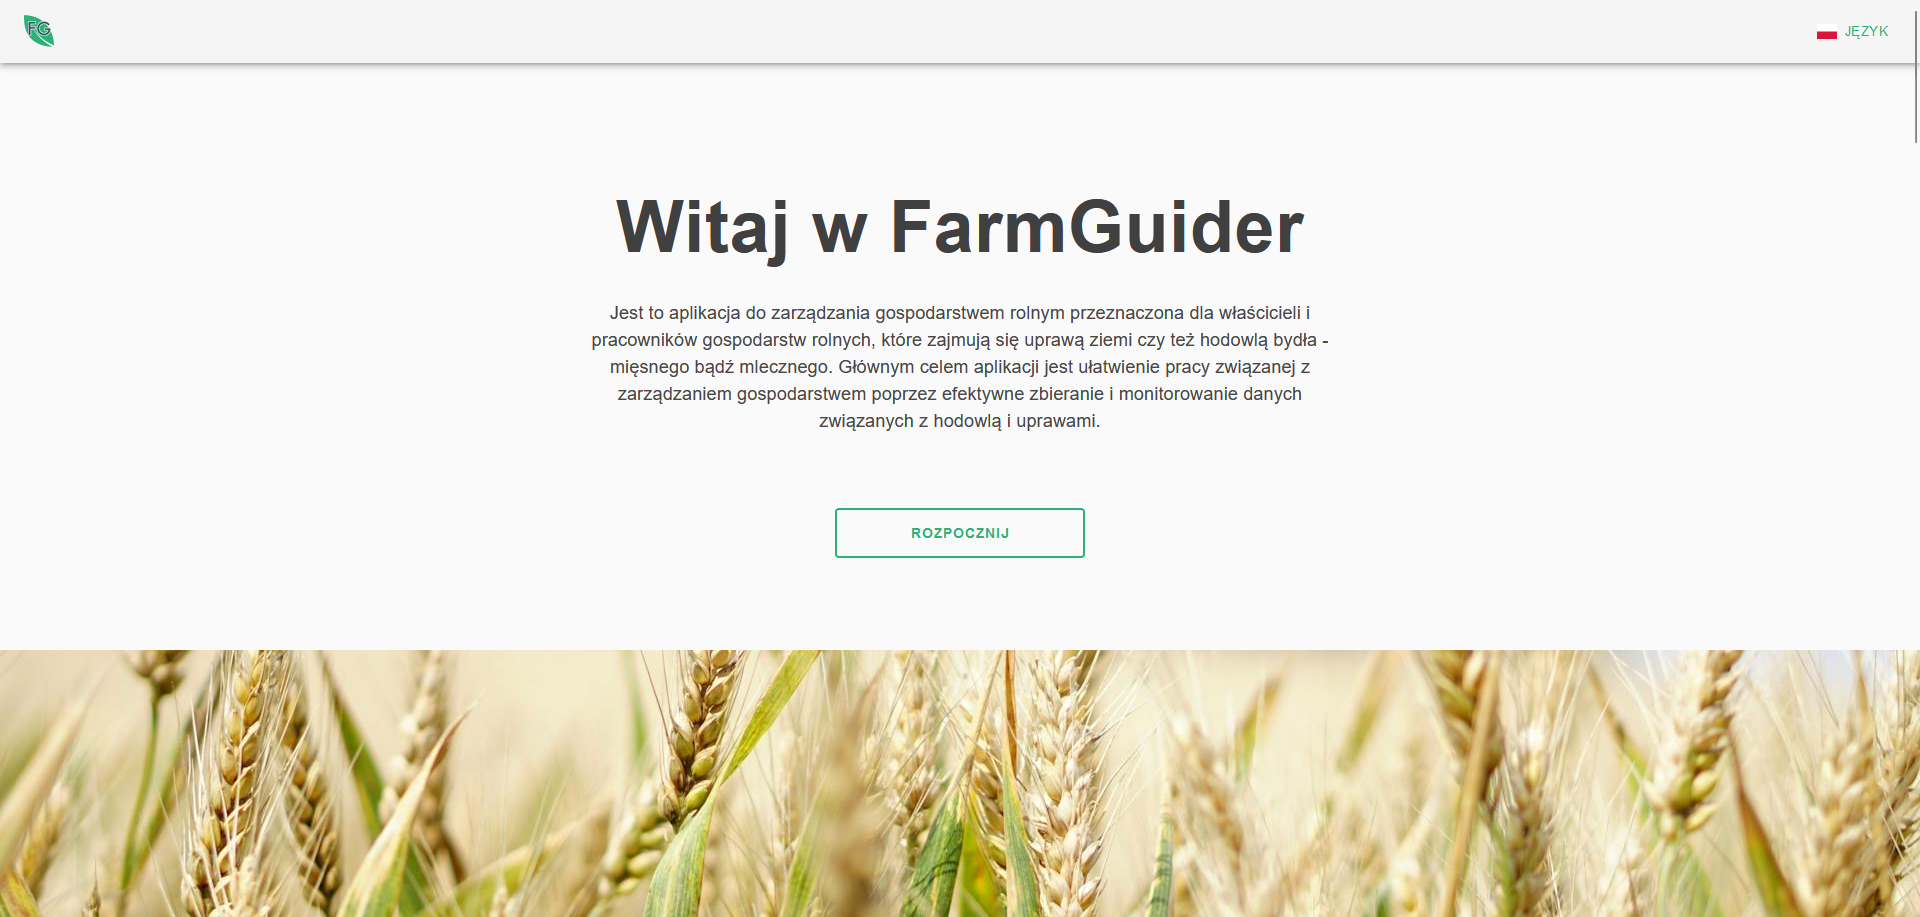 FG
JĘZYK
Witaj w FarmGuider
Jest to aplikacja do zarządzania gospodarstwem rolnym przeznaczona dla właścicieli i
pracowników gospodarstw rolnych, które zajmują się uprawą ziemi czy też hodowlą bydła -
mięsnego bądź mlecznego. Głównym celem aplikacji jest ułatwienie pracy związanej z
zarządzaniem gospodarstwem poprzez efektywne zbieranie i monitorowanie danych
związanych z hodowlą i uprawami.
ROZPOCZNIJ